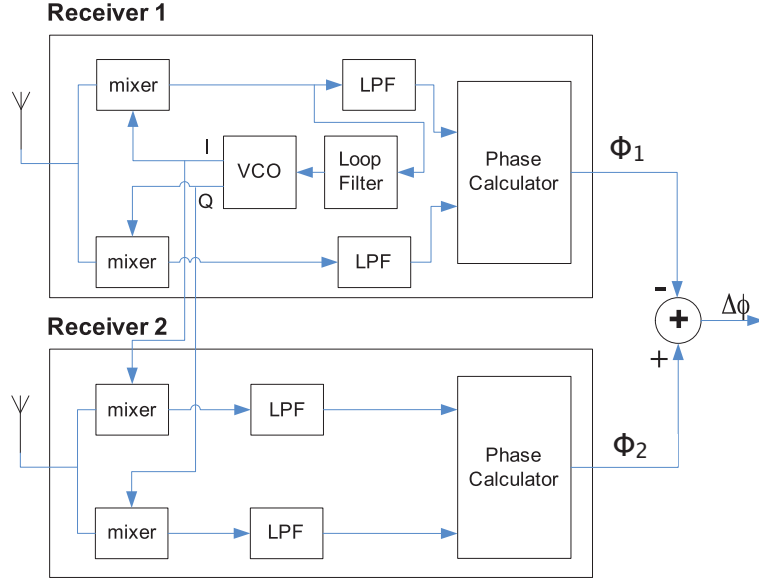 Receiver 1
mixer
LPF
I
VCO
Loop
Filter
Phase
Calculator
Φ1
Q
mixer
LPF
-
+
Δϕ
+
Receiver 2
mixer
LPF
Phase
Calculator
Φ2
mixer
LPF